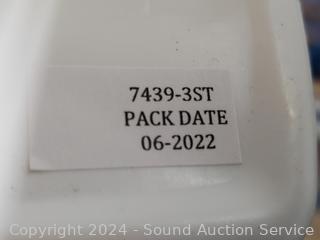 7439-3ST
PACK DATE
06-2022
Copyright 2024 - Sound Auction Service